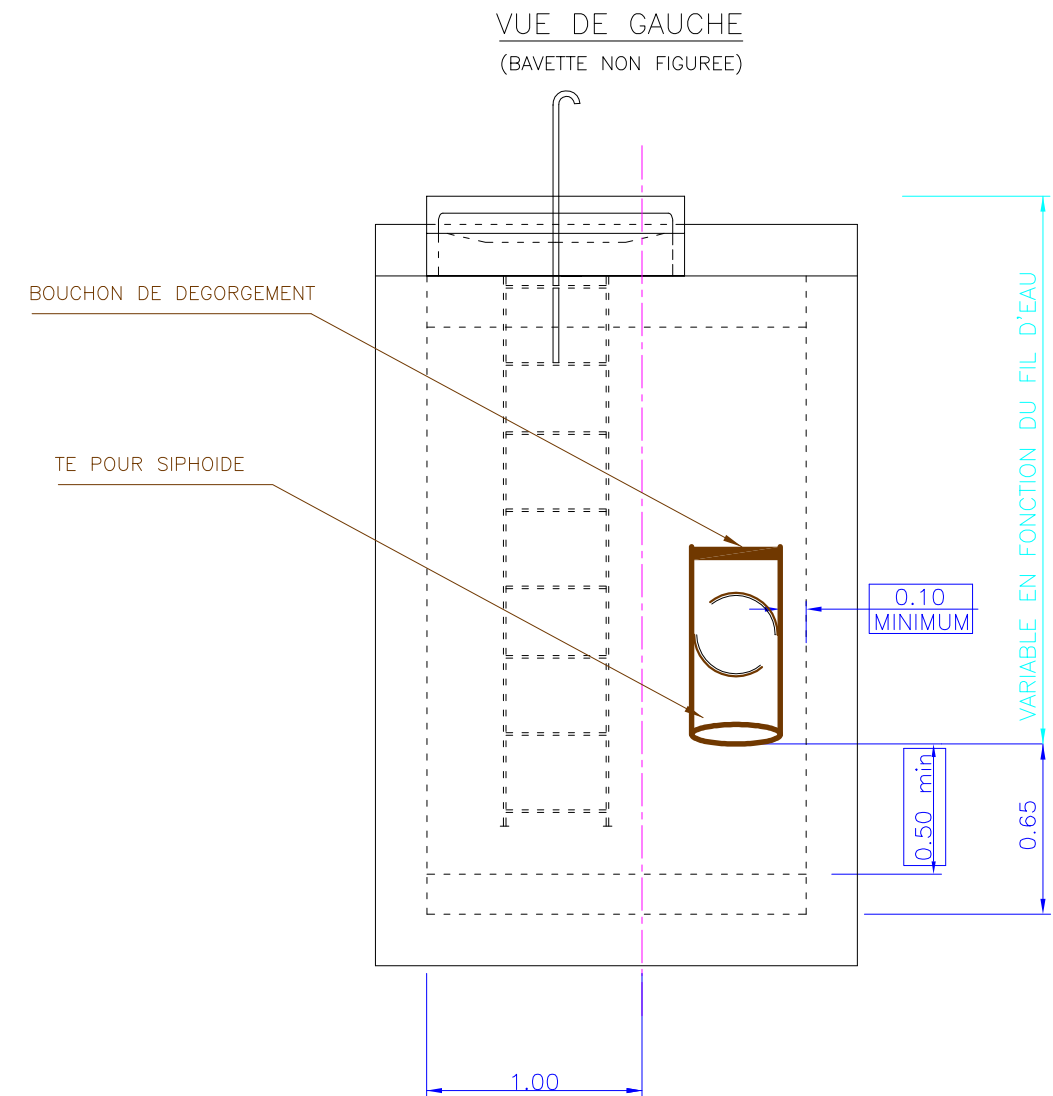 VUE DE GAUCHE
(BAVETTE NON FIGUREE)
BOUCHON DE DEGORGEMENT
TE POUR SIPHOIDE
VARIABLE EN FONCTION DU FIL D'EAU
0.10
MINIMUM
0.50 min
0.65
1.00